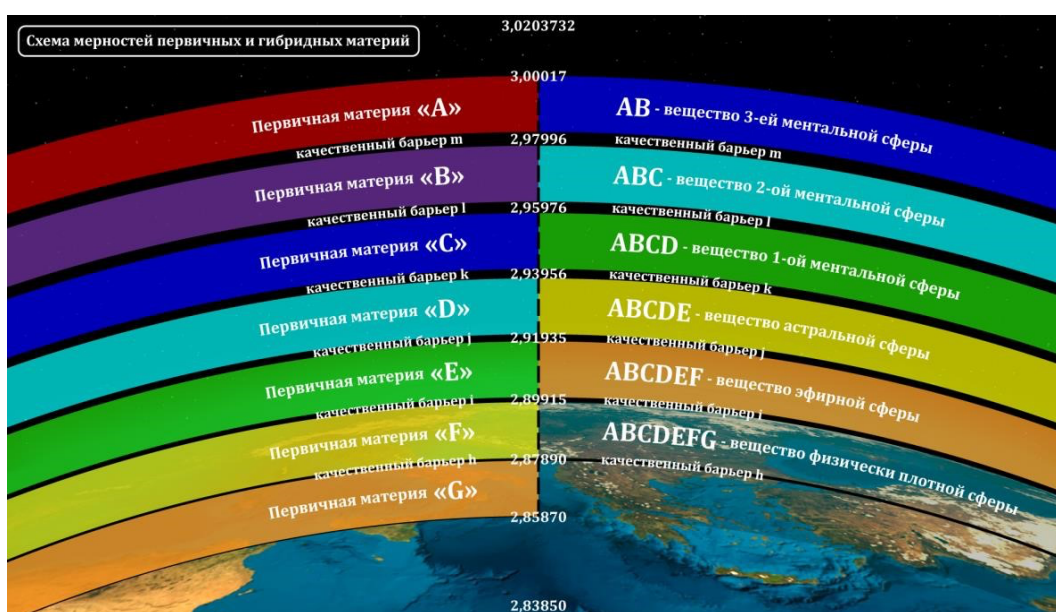 Схема мерностей первичных и гибридных материй
3,0203732
3,00017
Первичная материя «A»
AB - вещество 3-ей ментальной сферы
качественный барьер m
2,97996
качественный барьер m
Первичная материя «B»
ABC - вещество 2-ой ментальной сферы
качественный барьер l
2,95976
качественный барьер l
Первичная материя «C»
ABCD - вещество 1-ой ментальной сферы
качественный барьер k
2,93956
качественный барьер k
Первичная материя «D»
ABCDE - вещество астральной сферы
качественный барьер j
2,91935
качественный барьер j
Первичная материя «E»
ABCDEF - вещество эфирной сферы
качественный барьер i
2,89915
качественный барьер i
Первичная материя «F»
ABCDEFG - вещество физически плотной сферы
качественный барьер h
2,87890
качественный барьер h
Первичная материя «G»
2,85870
2,83850